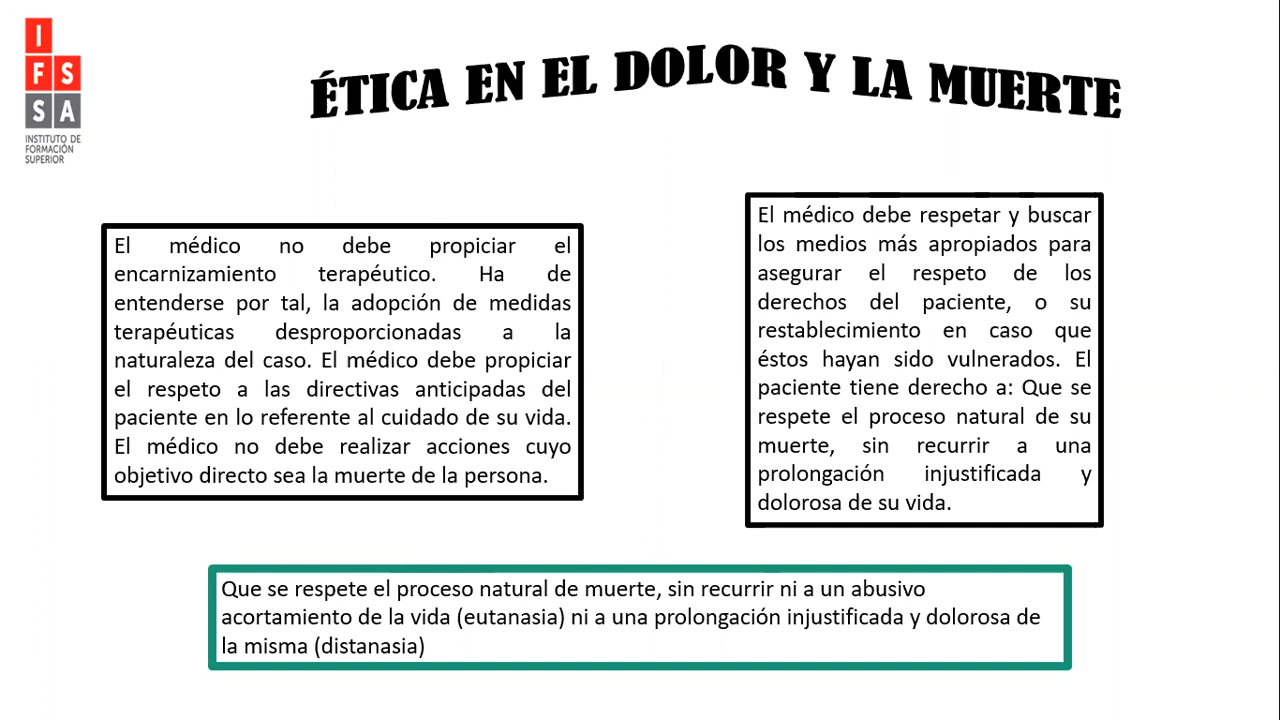 I
F S
S A
INSTITUTO DE
FORMACIÓN
SUPERIOR
ÉTICA EN EL DOLOR Y LA MUERTE
El médico no debe propiciar el
encarnizamiento terapéutico. Ha de
entenderse por tal, la adopción de medidas
terapéuticas desproporcionadas a la
naturaleza del caso. El médico debe propiciar
el respeto a las directivas anticipadas del
paciente en lo referente al cuidado de su vida.
El médico no debe realizar acciones cuyo
objetivo directo sea la muerte de la persona.
El médico debe respetar y buscar
los medios más apropiados para
asegurar el respeto de los
derechos del paciente, o su
restablecimiento en caso que
éstos hayan sido vulnerados. El
paciente tiene derecho a: Que se
respete el proceso natural de su
muerte, sin recurrir a una
prolongación injustificada y
dolorosa de su vida.
Que se respete el proceso natural de muerte, sin recurrir ni a un abusivo
acortamiento de la vida (eutanasia) ni a una prolongación injustificada y dolorosa de
la misma (distanasia)